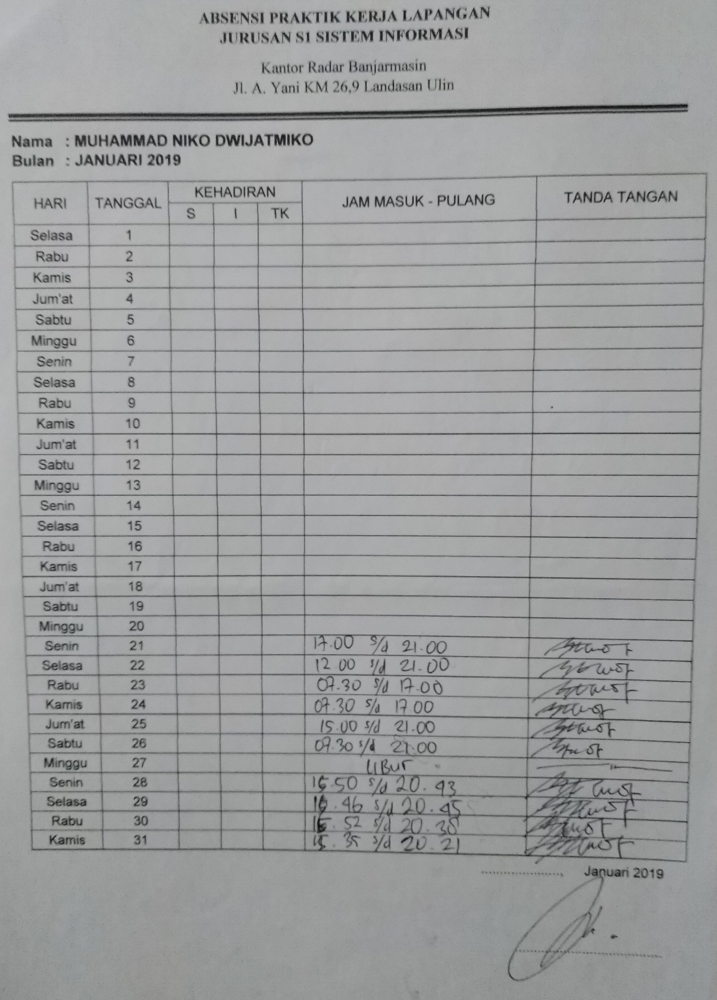 ABSENSI PRAKTIK KERJA LAPANGAN
JURUSAN S1 SISTEM INFORMASI
Kantor Radar Banjarmasin
Jl. A. Yani KM 26,9 Landasan Ulin
Nama : MUHAMMAD NIKO DWIJATMIKO
Bulan : JANUARI 2019
HARI TANGGAL KEHADIRAN JAM MASUK - PULANG TANDA TANGAN
S I TK
Selasa 1
Rabu 2
Kamis 3
Jum'at 4
Sabtu 5
Minggu 6
Senin 7
Selasa 8
Rabu 9
Kamis 10
Jum'at 11
Sabtu 12
Minggu 13
Senin 14
Selasa 15
Rabu 16
Kamis 17
Jum'at 18
Sabtu 19
Minggu 20
Senin 21 17.00 s/d 21.00
Selasa 22 12.00 s/d 21.00
Rabu 23 07.30 s/d 17.00
Kamis 24 07.30 s/d 17.00
Jum'at 25 15.00 s/d 21.00
Sabtu 26 07.30 s/d 21.00
Minggu 27 LIBUR
Senin 28 15.50 s/d 20.43
Selasa 29 s/d 20.45
Rabu 30 s/d 20.38
Kamis 31 15.35 s/d 20.21
Januari 2019